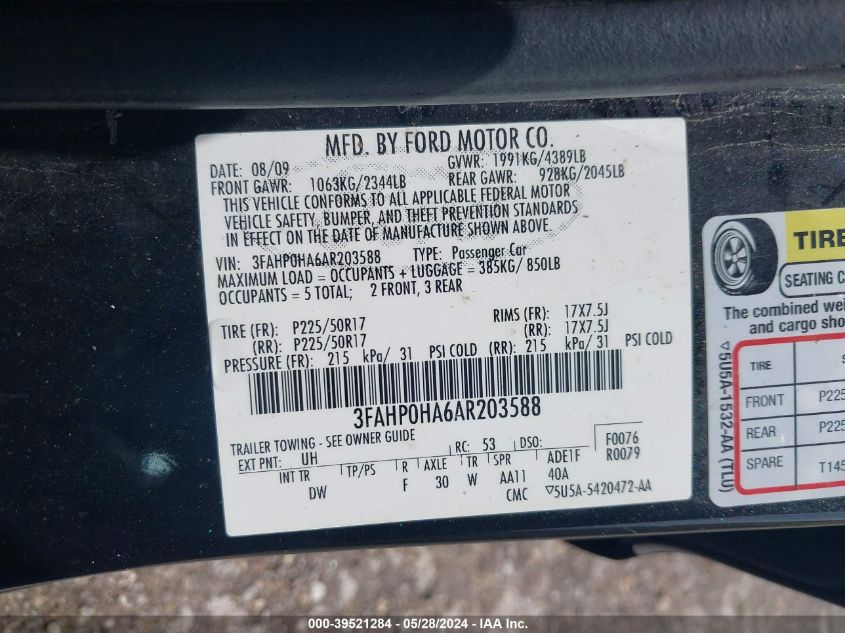 MFD. BY FORD MOTOR CO.
DATE: 08/09 GVWR: 1991KG/4389LB
FRONT GAWR: 1063KG/2344LB REAR GAWR: 928KG/2045LB
THIS VEHICLE CONFORMS TO ALL APPLICABLE FEDERAL MOTOR
VEHICLE SAFETY, BUMPER, AND THEFT PREVENTION STANDARDS
IN EFFECT ON THE DATE OF MANUFACTURE SHOWN ABOVE.
VIN: 3FAHP0HA6AR203588 TYPE: Passenger Car
MAXIMUM LOAD = OCCUPANTS + LUGGAGE = 385KG/ 850LB
OCCUPANTS = 5 TOTAL; 2 FRONT, 3 REAR
TIRE (FR): P225/50R17 RIMS (FR): 17X7.5J
(RR): P225/50R17 (RR): 17X7.5J
PRESSURE (FR): 215 kPa/ 31 PSI COLD (RR): 215 kPa/ 31 PSI COLD
3FAHP0HA6AR203588
TRAILER TOWING - SEE OWNER GUIDE
EXT PNT: UH RC: 53 DSO: F0076
R0079
INT TR TP/PS R AXLE TR SPR ADE1F
DW F 30 W AA11 40A
CMC ▽5U5A-5420472-AA
TIRE
SEATING
The combined
and cargo
▽5U5A-1532-AA (TLU)
TIRE
FRONT P225
REAR P225
SPARE T145
000-39521284 - 05/28/2024 - IAA Inc.